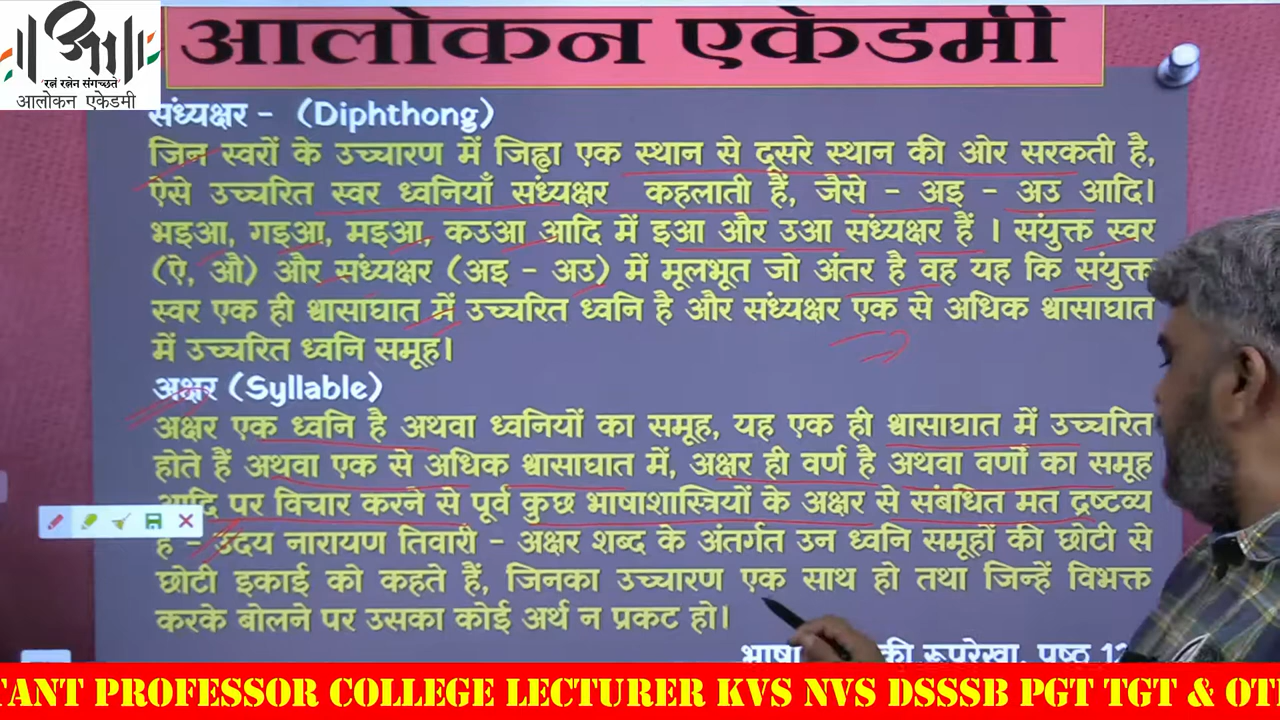 आलोकन एकेडमी
'रत्नं रत्नेन संगच्छते'
आलोकन एकेडमी
संध्यक्षर - (Diphthong)
जिन स्वरों के उच्चारण में जिह्वा एक स्थान से दूसरे स्थान की ओर सरकती है,
ऐसे उच्चरित स्वर ध्वनियाँ संध्यक्षर कहलाती हैं, जैसे - अइ - अउ आदि।
भइआ, गइआ, मइआ, कउआ आदि में इआ और उआ संध्यक्षर हैं । संयुक्त स्वर
(ऐ, औ) और संध्यक्षर (अइ - अउ) में मूलभूत जो अंतर है वह यह कि संयुक्त
स्वर एक ही श्वासाघात में उच्चरित ध्वनि है और संध्यक्षर एक से अधिक श्वासाघात
में उच्चरित ध्वनि समूह।
अक्षर (Syllable)
अक्षर एक ध्वनि है अथवा ध्वनियों का समूह, यह एक ही श्वासाघात में उच्चरित
होते हैं अथवा एक से अधिक श्वासाघात में, अक्षर ही वर्ण है अथवा वर्णों का समूह
आदि पर विचार करने से पूर्व कुछ भाषाशास्त्रियों के अक्षर से संबधित मत द्रष्टव्य
है - उदय नारायण तिवारी - अक्षर शब्द के अंतर्गत उन ध्वनि समूहों की छोटी से
छोटी इकाई को कहते हैं, जिनका उच्चारण एक साथ हो तथा जिन्हें विभक्त
करके बोलने पर उसका कोई अर्थ न प्रकट हो।
की रूपरेखा, पृष्ठ
TANT PROFESSOR COLLEGE LECTURER KVS NVS DSSSB PGT TGT & OT